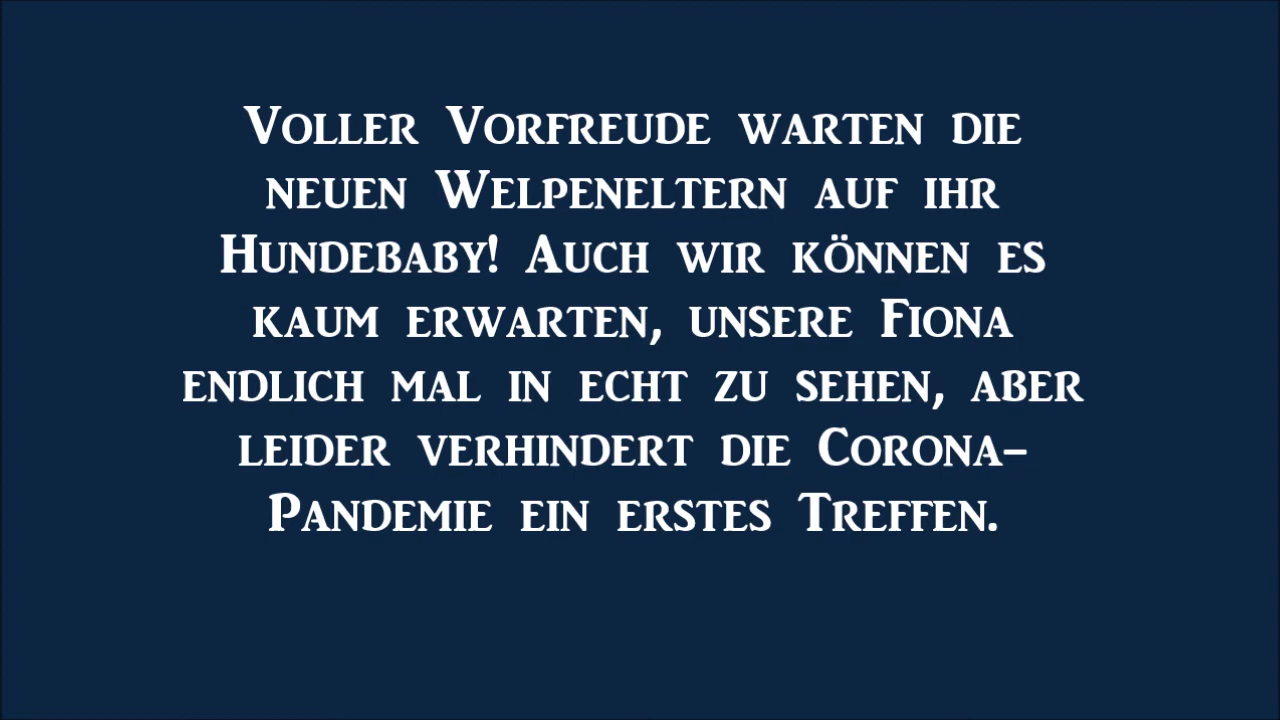 Voller Vorfreude warten die
neuen Welpeneltern auf ihr
Hundebaby! Auch wir können es
kaum erwarten, unsere Fiona
endlich mal in echt zu sehen, aber
leider verhindert die Corona-
Pandemie ein erstes Treffen.